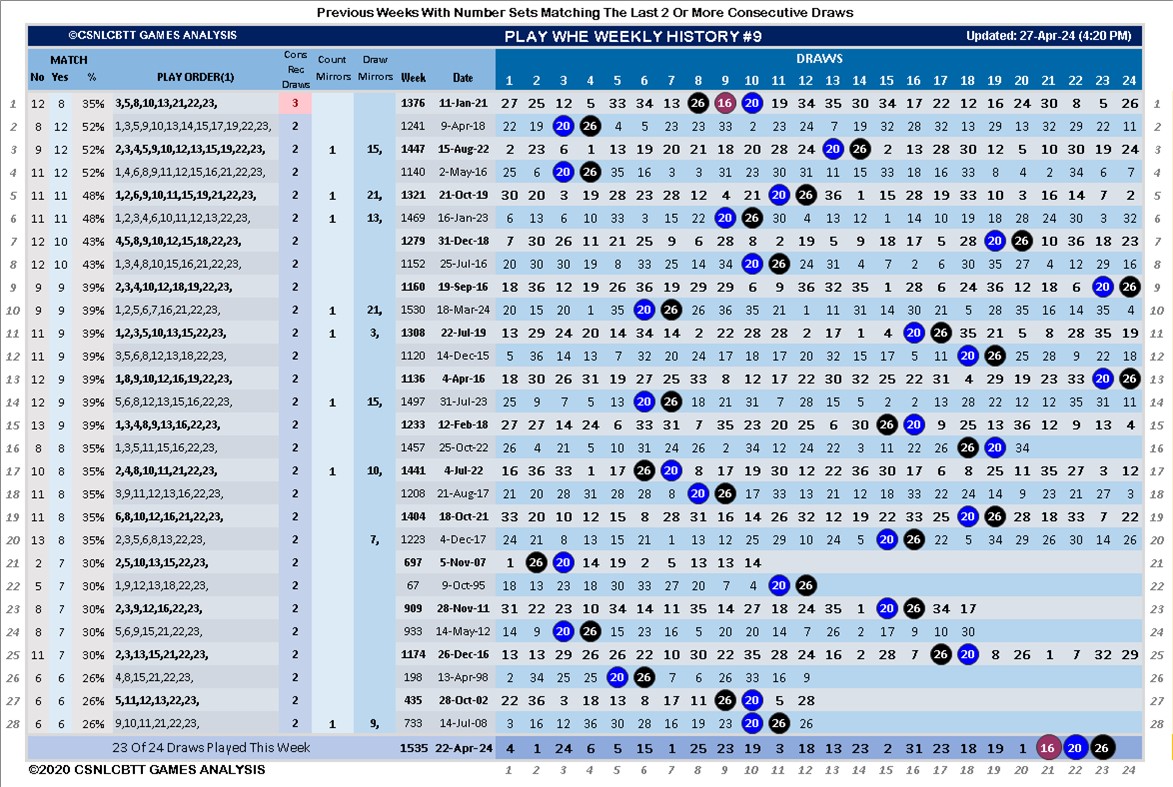 Previous Weeks With Number Sets Matching The Last 2 Or More Consecutive Draws
©CSNLCBTT GAMES ANALYSIS PLAY WHE WEEKLY HISTORY #9 Updated: 27-Apr-24 (4:20 PM)
MATCH Cons Count Draw DRAWS
No Yes % PLAY ORDER(1) Rec Draws Mirrors Mirrors Week Date 1 2 3 4 5 6 7 8 9 10 11 12 13 14 15 16 17 18 19 20 21 22 23 24
1 12 8 35% 3,5,8,10,13,21,22,23, 3 1376 11-Jan-21 27 25 12 5 33 34 13 26 16 20 19 34 35 30 34 17 22 12 16 24 30 8 5 26 1
2 8 12 52% 1,3,5,9,10,13,14,15,17,19,22,23, 2 1241 9-Apr-18 22 19 20 26 4 5 23 23 33 2 23 24 7 19 32 28 32 13 29 13 32 29 22 11 2
3 9 12 52% 2,3,4,5,9,10,12,13,15,19,22,23, 2 1 15, 1447 15-Aug-22 2 23 6 1 13 19 20 21 18 20 28 24 20 26 2 13 28 30 12 5 10 30 19 24 3
4 11 12 52% 1,4,6,8,9,11,12,15,16,21,22,23, 2 1140 2-May-16 25 6 20 26 35 16 3 3 31 23 30 31 11 15 33 18 16 33 8 4 2 34 6 7 4
5 11 11 48% 1,2,6,9,10,11,15,19,21,22,23, 2 1 21, 1321 21-Oct-19 30 20 3 19 28 23 28 12 4 21 20 26 36 1 15 28 19 33 10 3 16 14 7 2 5
6 11 11 48% 1,2,3,4,6,10,11,12,13,22,23, 2 1 13, 1469 16-Jan-23 6 13 6 10 33 3 15 22 20 26 30 4 13 12 1 14 10 19 18 28 24 30 3 32 6
7 12 10 43% 4,5,8,9,10,12,15,18,22,23, 2 1279 31-Dec-18 7 30 26 11 21 25 9 6 28 8 2 19 5 9 18 17 5 28 20 26 10 36 18 23 7
8 12 10 43% 1,3,4,8,10,15,16,21,22,23, 2 1152 25-Jul-16 20 30 30 19 8 33 25 14 34 20 26 24 31 4 7 2 6 30 35 27 4 12 29 16 8
9 9 9 39% 2,3,4,10,12,18,19,22,23, 2 1160 19-Sep-16 18 36 12 19 26 36 19 29 29 6 9 36 32 35 1 28 6 24 36 12 18 6 20 26 9
10 9 9 39% 1,2,5,6,7,16,21,22,23, 2 1 21, 1530 18-Mar-24 20 15 20 1 35 20 26 26 36 35 21 1 11 31 14 30 21 5 28 35 16 14 35 4 10
11 11 9 39% 1,2,3,5,10,13,15,22,23, 2 1 3, 1308 22-Jul-19 13 29 24 20 14 34 14 2 22 28 28 2 17 1 4 20 26 35 21 5 8 28 35 19 11
12 11 9 39% 3,5,6,8,12,13,18,22,23, 2 1120 14-Dec-15 5 36 14 13 7 32 20 24 17 18 17 20 32 15 17 5 11 20 26 25 28 9 22 18 12
13 12 9 39% 1,8,9,10,12,16,19,22,23, 2 1136 4-Apr-16 18 30 26 31 19 27 25 33 8 12 17 22 30 32 25 22 31 4 29 19 23 33 20 26 13
14 12 9 39% 5,6,8,12,13,15,16,22,23, 2 1 15, 1497 31-Jul-23 25 9 7 5 13 20 26 18 21 31 7 28 15 5 2 2 13 28 22 12 12 35 31 11 14
15 13 9 39% 1,3,4,8,9,13,16,22,23, 2 1233 12-Feb-18 27 27 14 24 6 33 31 7 35 23 20 25 6 30 26 20 9 25 13 36 12 9 13 4 15
16 8 8 35% 1,3,5,11,15,16,22,23, 2 1457 25-Oct-22 26 4 21 5 10 31 24 26 2 34 12 24 22 3 11 22 26 26 20 34 16
17 10 8 35% 2,4,8,10,11,21,22,23, 2 1 10, 1441 4-Jul-22 16 36 33 1 17 26 20 8 17 19 30 12 22 36 30 17 6 8 25 11 35 27 3 12 17
18 11 8 35% 3,9,11,12,13,16,22,23, 2 1208 21-Aug-17 21 20 28 31 28 28 8 20 26 17 33 13 21 12 18 33 22 24 14 9 23 21 27 3 18
19 11 8 35% 6,8,10,12,16,21,22,23, 2 1404 18-Oct-21 33 20 10 12 15 8 28 31 16 14 26 32 12 19 22 33 25 20 26 28 18 33 7 22 19
20 13 8 35% 2,3,5,6,8,13,22,23, 2 7, 1223 4-Dec-17 24 21 8 13 15 21 1 13 12 25 29 10 24 5 20 26 22 5 34 29 26 30 14 26 20
21 2 7 30% 2,5,10,13,15,22,23, 2 697 5-Nov-07 1 26 20 14 19 2 5 13 13 14 21
22 5 7 30% 1,9,12,13,18,22,23, 2 67 9-Oct-95 18 13 23 18 30 33 27 20 7 4 20 26 22
23 8 7 30% 2,3,9,12,16,22,23, 2 909 28-Nov-11 31 22 23 10 34 14 11 35 14 27 18 24 35 1 20 26 34 17 23
24 8 7 30% 5,6,9,15,21,22,23, 2 933 14-May-12 14 9 20 26 15 23 16 5 20 20 14 7 26 2 17 9 10 30 24
25 11 7 30% 2,3,13,15,21,22,23, 2 1174 26-Dec-16 13 13 29 26 26 22 10 30 22 35 28 24 16 2 28 7 26 20 8 26 1 7 32 29 25
26 6 6 26% 4,8,15,21,22,23, 2 198 13-Apr-98 2 34 25 25 20 26 7 6 26 33 16 9 26
27 6 6 26% 5,11,12,13,22,23, 2 435 28-Oct-02 22 36 3 18 13 8 17 11 26 20 5 28 27
28 6 6 26% 9,10,11,21,22,23, 2 1 9, 733 14-Jul-08 3 16 12 36 30 28 16 19 23 20 26 26 28
23 Of 24 Draws Played This Week 1535 22-Apr-24 4 1 24 6 5 15 1 25 23 19 3 18 13 23 2 31 23 18 19 1 16 20 26
©2020 CSNLCBTT GAMES ANALYSIS 1 2 3 4 5 6 7 8 9 10 11 12 13 14 15 16 17 18 19 20 21 22 23 24